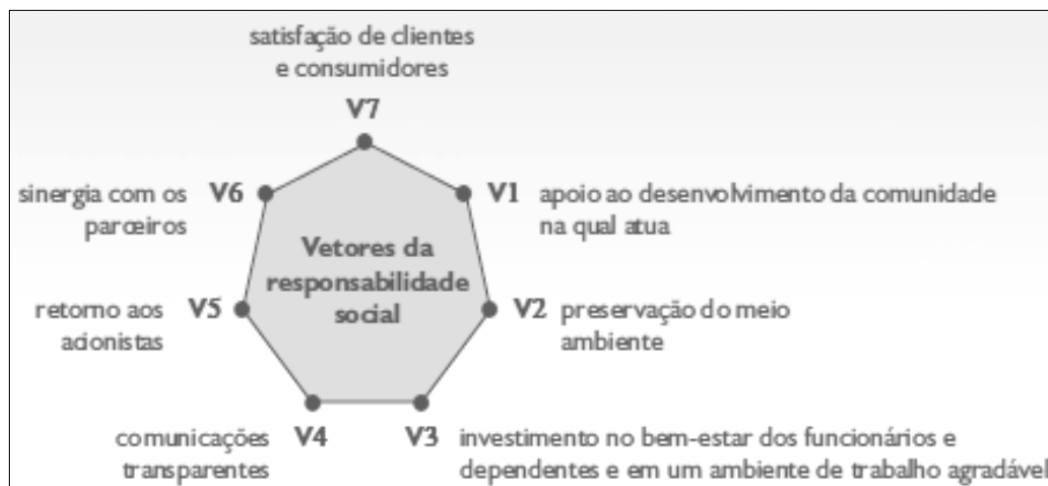 satisfação de clientes
e consumidores
V7
sinergia com os
parceiros
V6
V1
apoio ao desenvolvimento da comunidade
na qual atua
Vetores da
responsabilidade
social
retorno aos
acionistas
V5
V2
preservação do meio
ambiente
comunicações
transparentes
V4
V3
investimento no bem-estar dos funcionários e
dependentes e em um ambiente de trabalho agradável